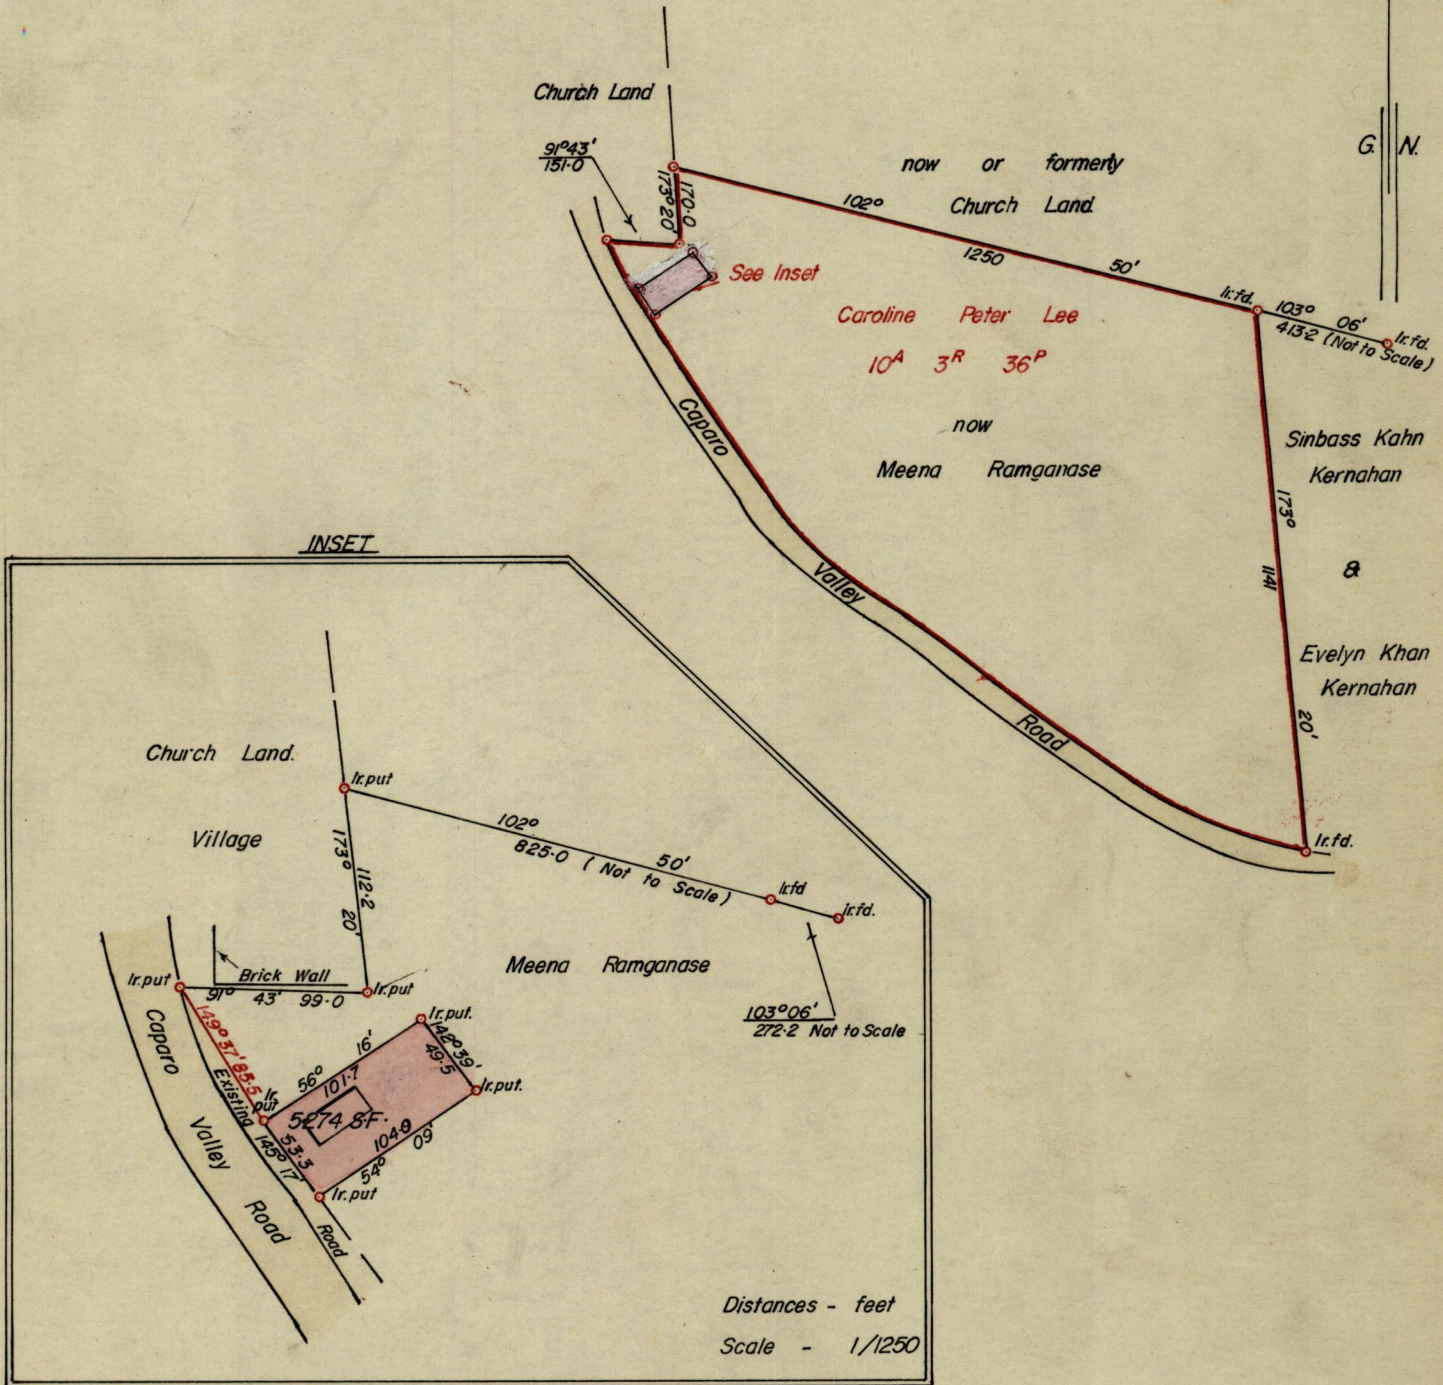 Church Land
91°43'
151·0
173°20'
170·0
now or formerly
Church Land
102° 50'
1250
G. N.
See Inset
Ir.fd.
103° 06'
413·2 (Not to Scale)
Ir.fd.
Caroline Peter Lee
10ᴬ 3ᴿ 36ᴾ
now
Meena Ramganase
Sinbass Kahn
Kernahan
&
Evelyn Khan
Kernahan
173° 20'
1141
Ir.fd.
Caparo Valley Road
INSET
Church Land.
Village
Ir.put
102° 50'
825·0 (Not to Scale)
Ir.fd
Ir.fd.
173° 20'
112·2
Meena Ramganase
103°06'
272·2 Not to Scale
Ir.put
Brick Wall
91° 43' 99·0
Ir.put
149° 37' 85·5
Ir.put.
142° 39'
49·5
Ir.put.
56° 16'
101·7
Ir.
put
5274 S.F.
53·3
145° 17'
104·9
54° 09'
Ir.put
Existing Road
Caparo Valley Road
Distances - feet
Scale - 1/1250